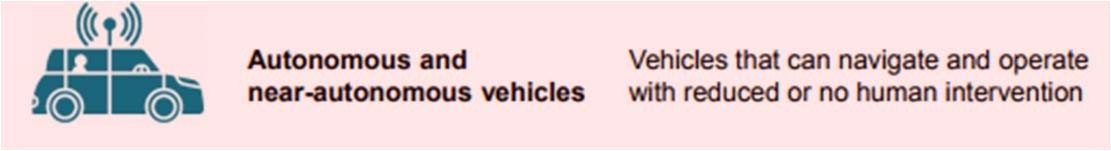 Autonomous and
near-autonomous vehicles
Vehicles that can navigate and operate
with reduced or no human intervention